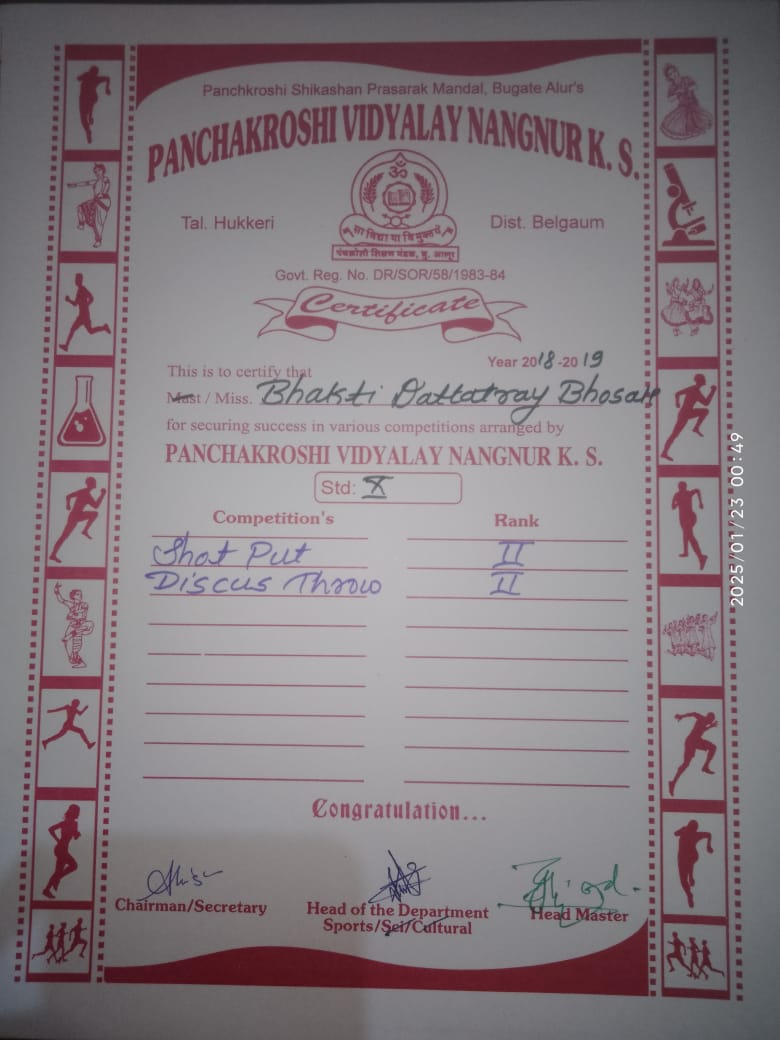 Panchkroshi Shikashan Prasarak Mandal, Bugate Alur's
PANCHAKROSHI VIDYALAY NANGNUR K. S.
ॐ
Tal. Hukkeri
Dist. Belgaum
सा विद्या या विमुक्तये
पंचक्रोशी शिक्षण मंडळ, बु. आलूर
Govt. Reg. No. DR/SOR/58/1983-84
Certificate
Year 2018-2019
This is to certify that
Mast / Miss. Bhakti Dattatray Bhosale
for securing success in various competitions arranged by
PANCHAKROSHI VIDYALAY NANGNUR K. S.
Std: X
Competition's Rank
Shot Put II
Discus Throw II
Congratulation...
Chairman/Secretary
Head of the Department
Sports/Sci/Cultural
Head Master
2025/01/23 00:49